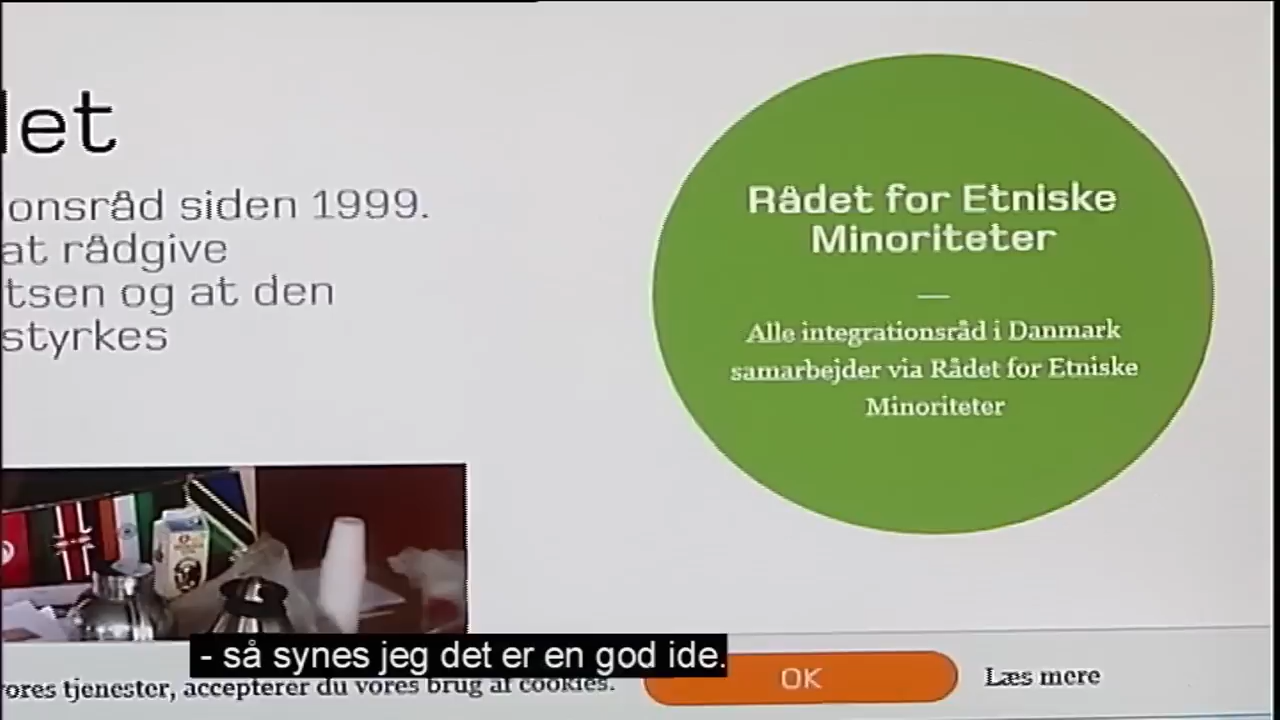 let
onsråd siden 1999.
at rådgive
tsen og at den
styrkes
Rådet for Etniske
Minoriteter
Alle integrationsråd i Danmark
samarbejder via Rådet for Etniske
Minoriteter
- så synes jeg det er en god ide.
vores tjenester, accepterer du vores brug af cookies.
OK
Læs mere